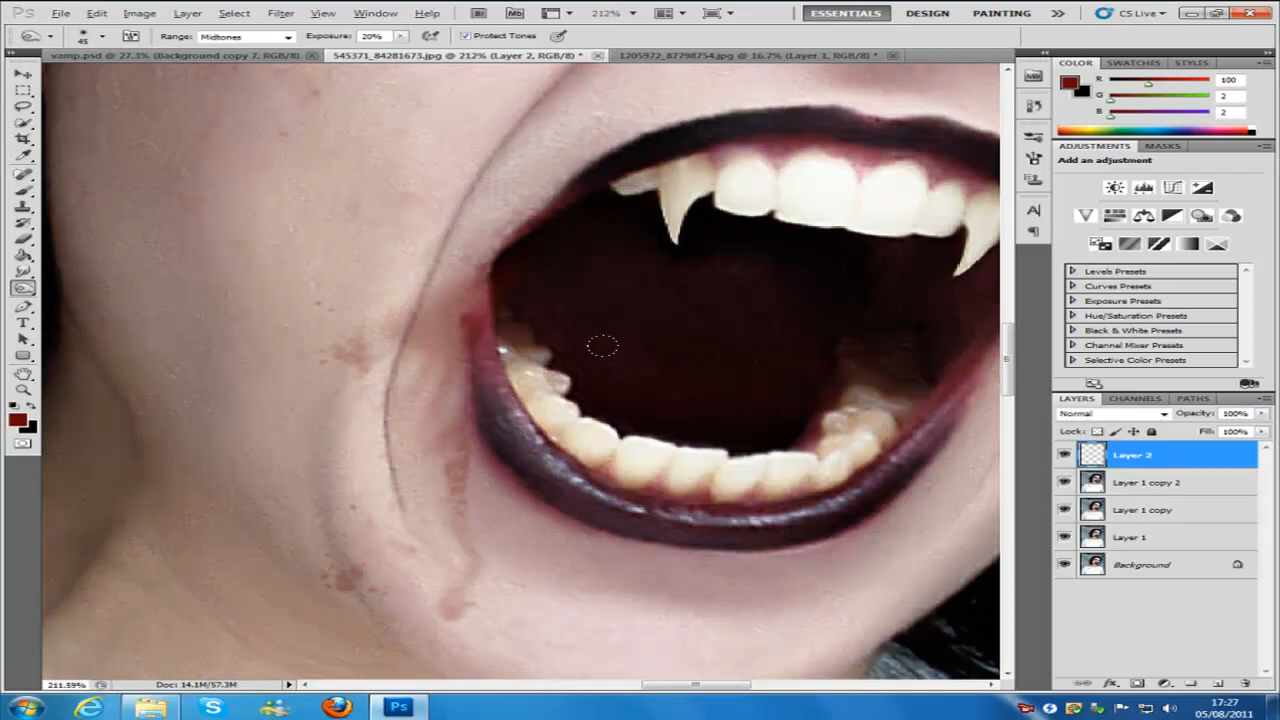 Ps File Edit Image Layer Select Filter View Window Help Br Mb 212% ESSENTIALS DESIGN PAINTING CS Live
45 Range: Midtones Exposure: 20% Protect Tones
vamp.psd @ 27.3% (Background copy 7, RGB/8) 545371_84281673.jpg @ 212% (Layer 2, RGB/8) * 1205972_87798754.jpg @ 16.7% (Layer 1, RGB/8) *
COLOR SWATCHES STYLES
R 100
G 2
B 2
ADJUSTMENTS MASKS
Add an adjustment
Levels Presets
Curves Presets
Exposure Presets
Hue/Saturation Presets
Black & White Presets
Channel Mixer Presets
Selective Color Presets
LAYERS CHANNELS PATHS
Normal Opacity: 100%
Lock: Fill: 100%
Layer 2
Layer 1 copy 2
Layer 1 copy
Layer 1
Background
211.59% Doc: 14.1M/57.3M
Ps 17:27
05/08/2011